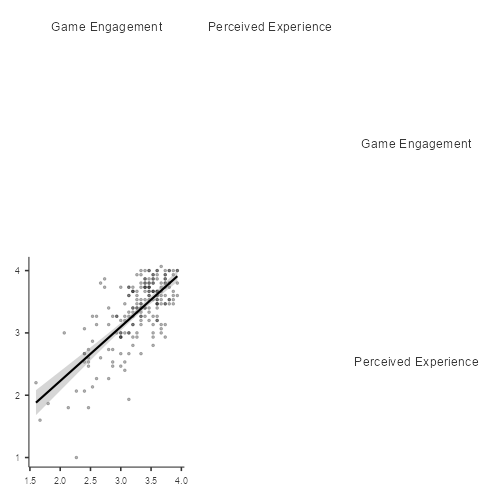 Game Engagement Perceived Experience
Game Engagement
4
3
Perceived Experience
2
1
1.5 2.0 2.5 3.0 3.5 4.0